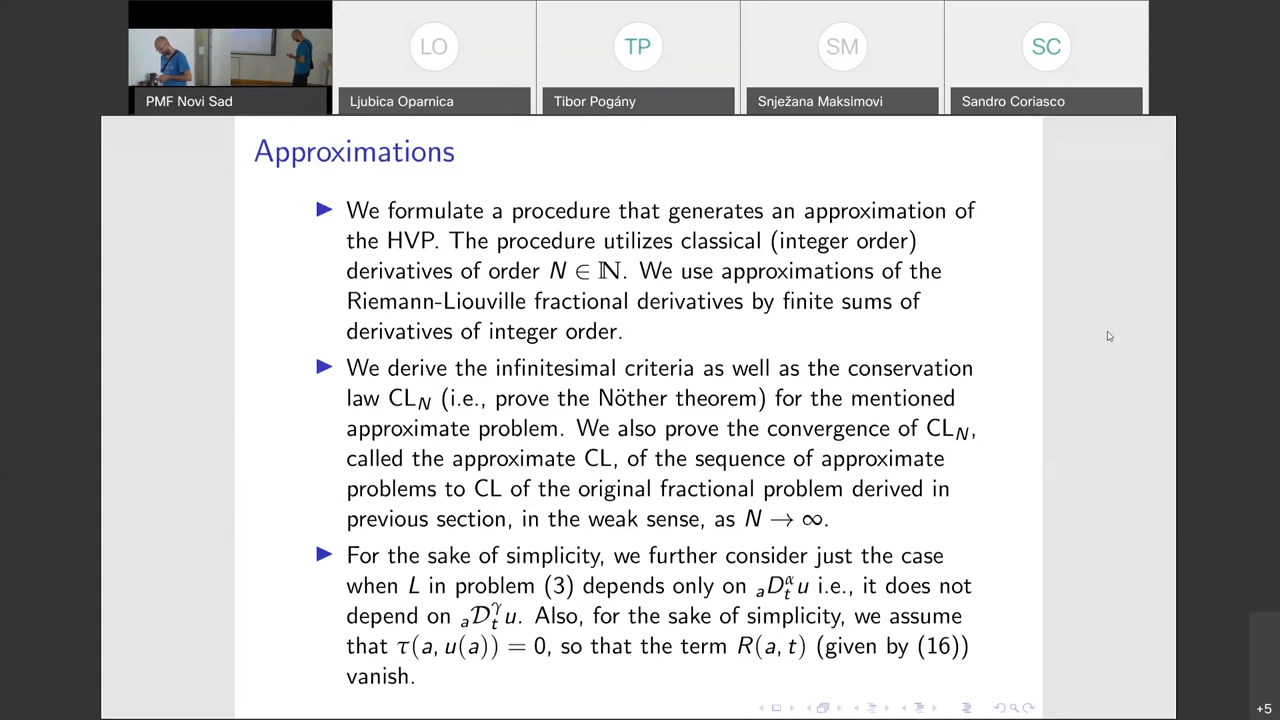 LO
TP
SM
SC
PMF Novi Sad
Ljubica Oparnica
Tibor Pogány
Snježana Maksimovi
Sandro Coriasco
Approximations
We formulate a procedure that generates an approximation of
the HVP. The procedure utilizes classical (integer order)
derivatives of order N ∈ ℕ. We use approximations of the
Riemann-Liouville fractional derivatives by finite sums of
derivatives of integer order.
We derive the infinitesimal criteria as well as the conservation
law CL_N (i.e., prove the Nöther theorem) for the mentioned
approximate problem. We also prove the convergence of CL_N,
called the approximate CL, of the sequence of approximate
problems to CL of the original fractional problem derived in
previous section, in the weak sense, as N → ∞.
For the sake of simplicity, we further consider just the case
when L in problem (3) depends only on _aD_t^α u i.e., it does not
depend on _a𝒟_t^γ u. Also, for the sake of simplicity, we assume
that τ(a, u(a)) = 0, so that the term R(a, t) (given by (16))
vanish.
+5